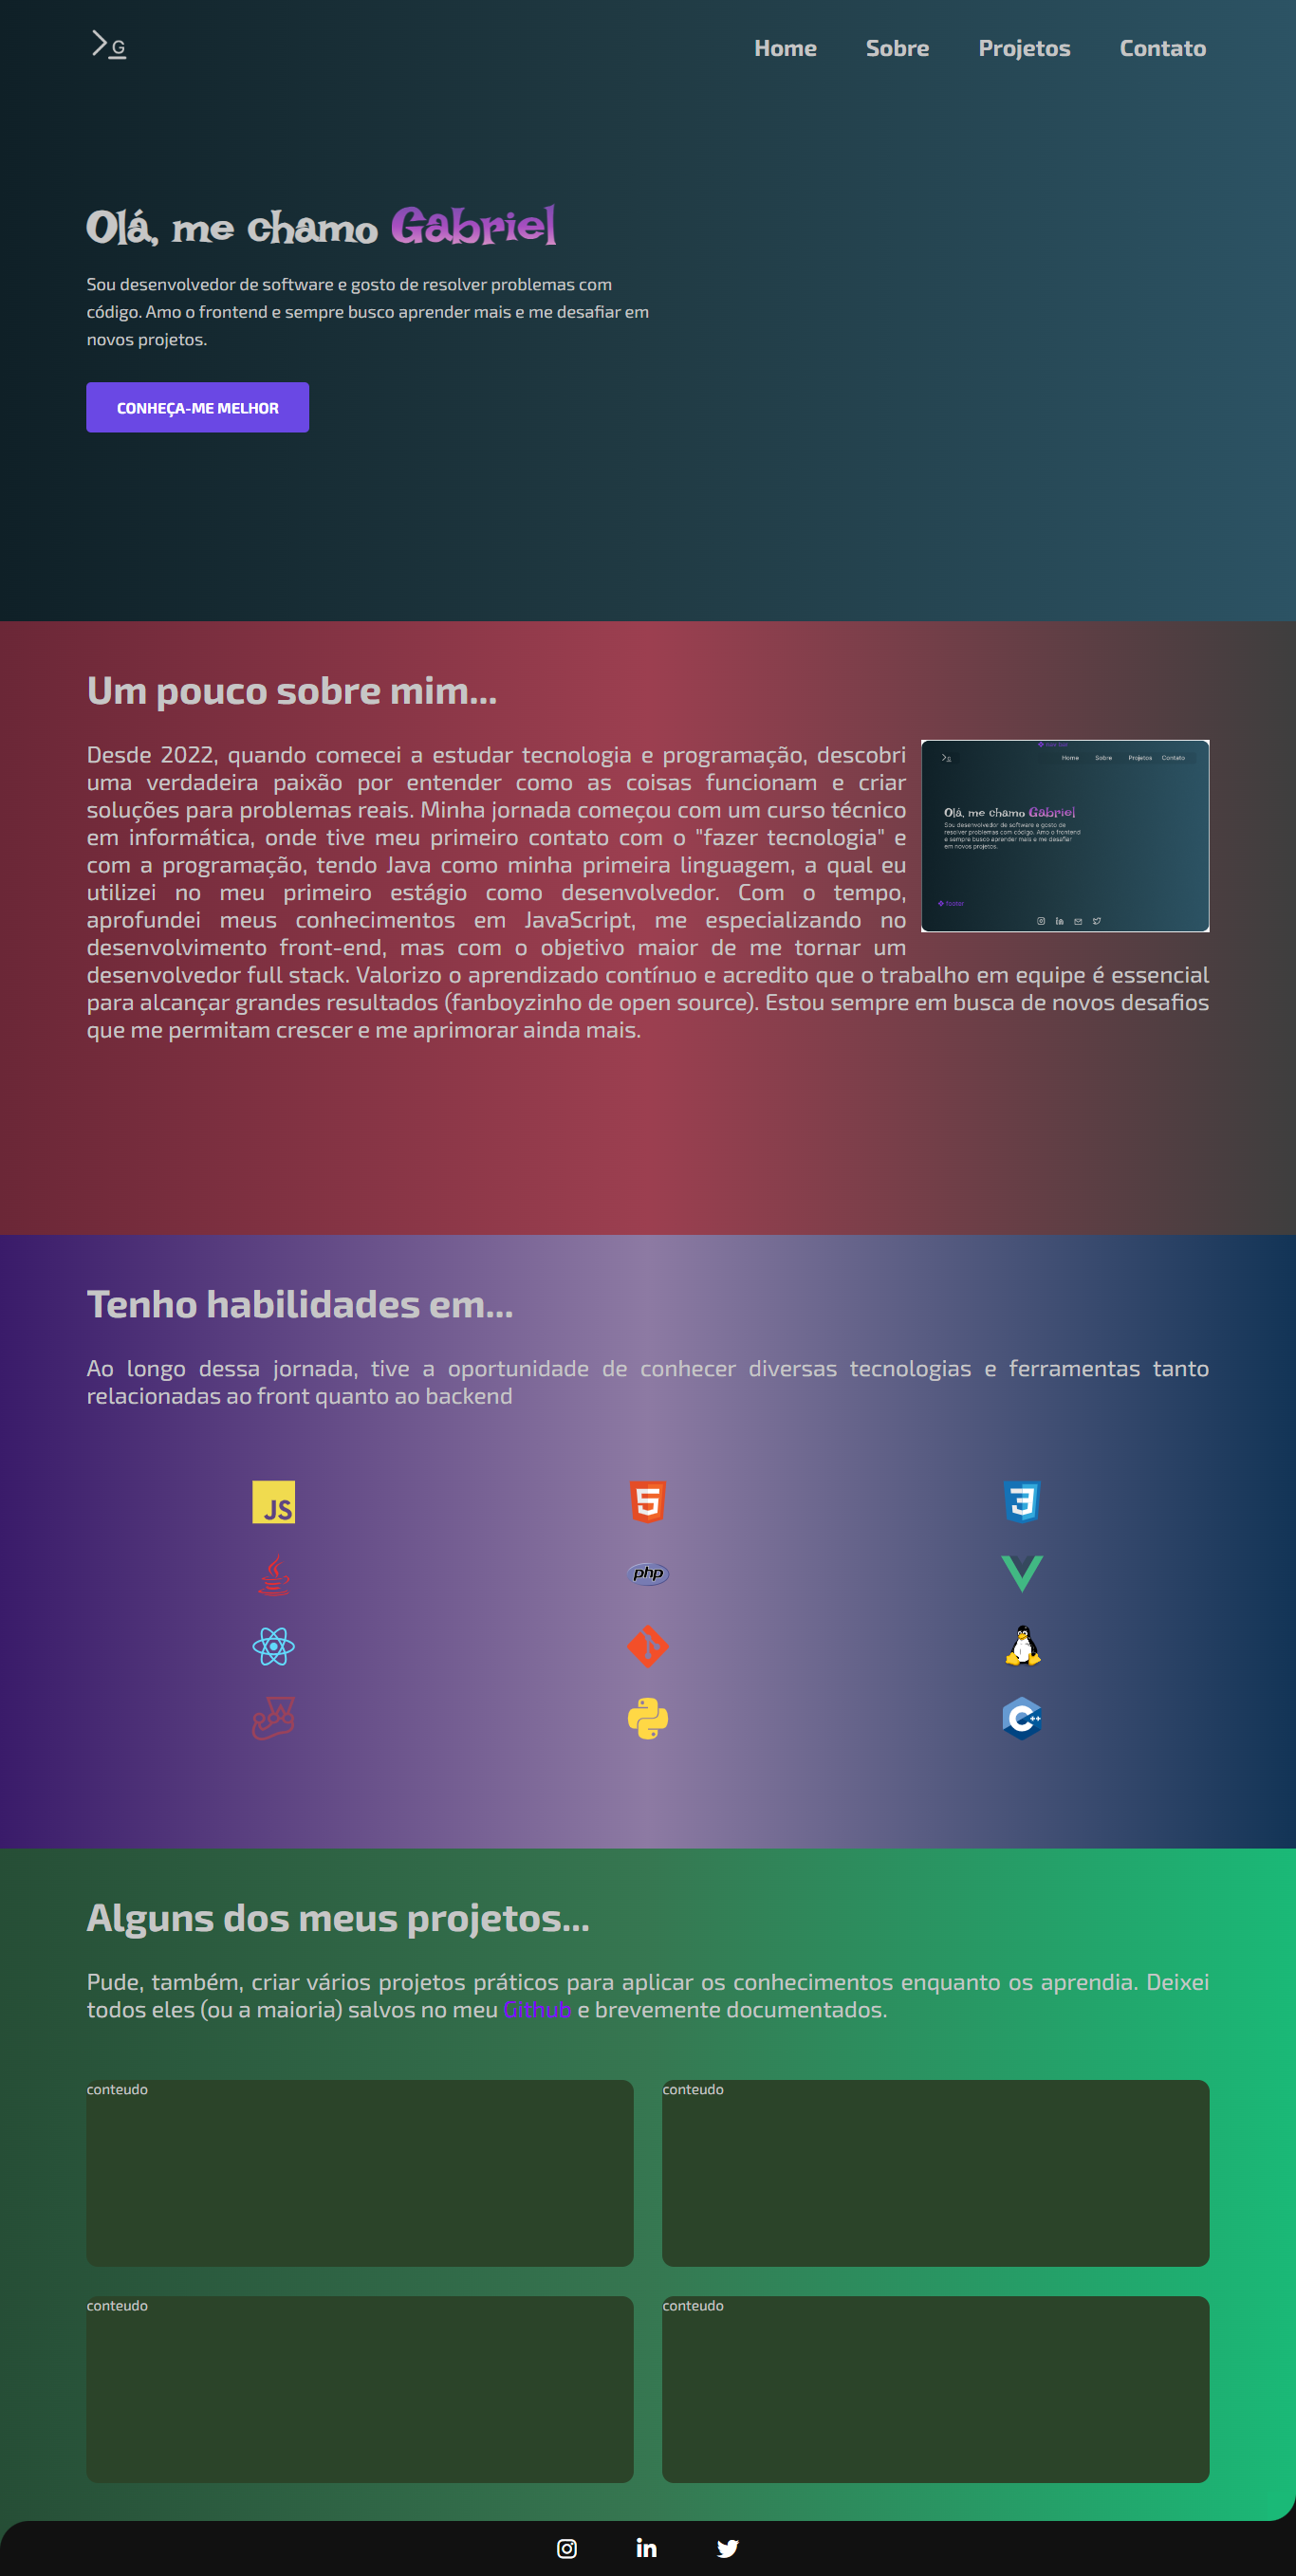 G
Home Sobre Projetos Contato
Olá, me chamo Gabriel
Sou desenvolvedor de software e gosto de resolver problemas com
código. Amo o frontend e sempre busco aprender mais e me desafiar em
novos projetos.
CONHEÇA-ME MELHOR
Um pouco sobre mim...
Desde 2022, quando comecei a estudar tecnologia e programação, descobri
uma verdadeira paixão por entender como as coisas funcionam e criar
soluções para problemas reais. Minha jornada começou com um curso técnico
em informática, onde tive meu primeiro contato com o "fazer tecnologia" e
com a programação, tendo Java como minha primeira linguagem, a qual eu
utilizei no meu primeiro estágio como desenvolvedor. Com o tempo,
aprofundei meus conhecimentos em JavaScript, me especializando no
desenvolvimento front-end, mas com o objetivo maior de me tornar um
desenvolvedor full stack. Valorizo o aprendizado contínuo e acredito que o trabalho em equipe é essencial
para alcançar grandes resultados (fanboyzinho de open source). Estou sempre em busca de novos desafios
que me permitam crescer e me aprimorar ainda mais.
Home Sobre Projetos Contato
Olá, me chamo Gabriel
Sou desenvolvedor de software e gosto de
resolver problemas com código. Amo o frontend
e sempre busco aprender mais e me desafiar
em novos projetos.
footer
Tenho habilidades em...
Ao longo dessa jornada, tive a oportunidade de conhecer diversas tecnologias e ferramentas tanto
relacionadas ao front quanto ao backend
JS
php
C++
Alguns dos meus projetos...
Pude, também, criar vários projetos práticos para aplicar os conhecimentos enquanto os aprendia. Deixei
todos eles (ou a maioria) salvos no meu Github e brevemente documentados.
conteudo
conteudo
conteudo
conteudo
in